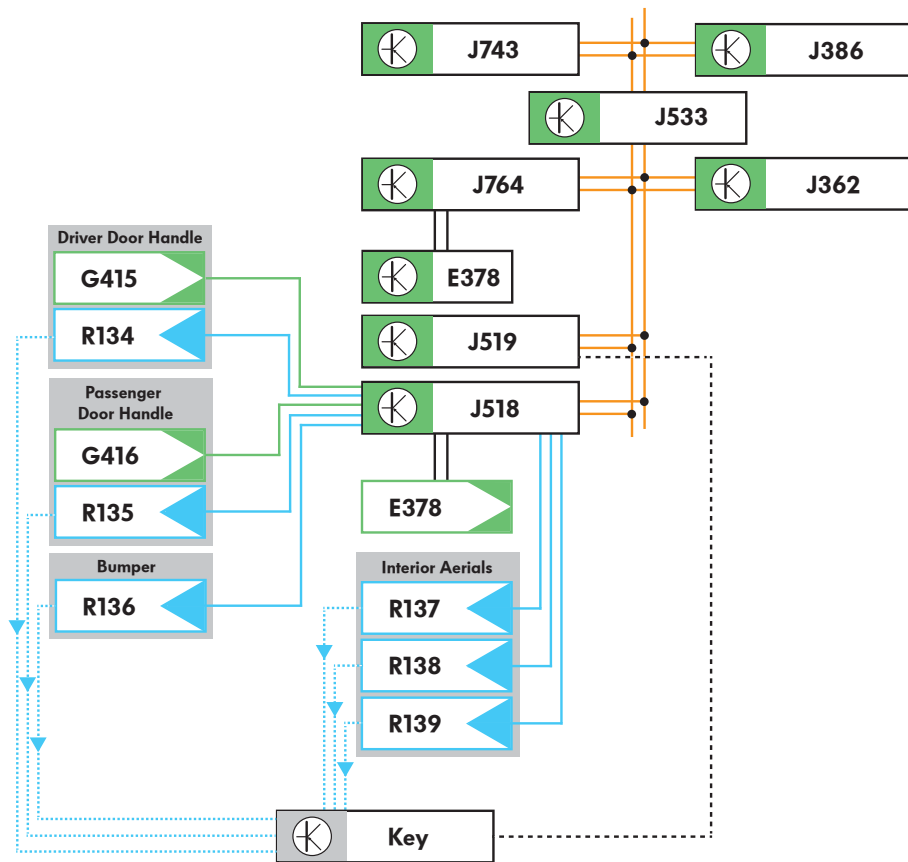 J743
J386
J533
J764
J362
Driver Door Handle
G415
E378
R134
J519
Passenger
Door Handle
J518
G416
R135
E378
Bumper
Interior Aerials
R136
R137
R138
R139
Key